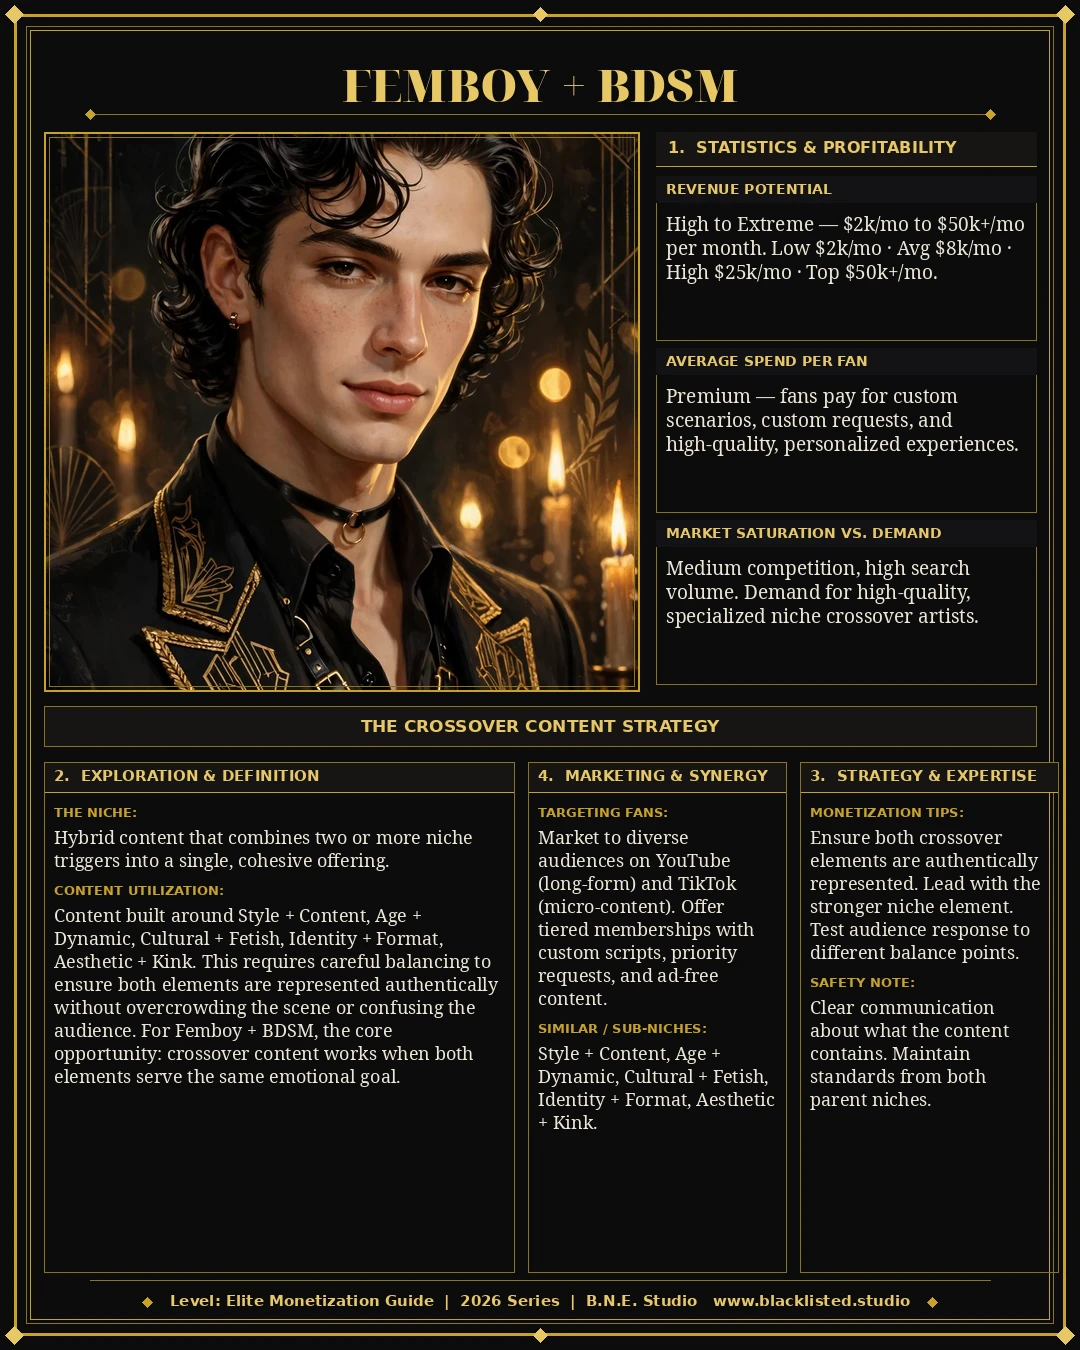 FEMBOY + BDSM
1. STATISTICS & PROFITABILITY
REVENUE POTENTIAL
High to Extreme — $2k/mo to $50k+/mo
per month. Low $2k/mo · Avg $8k/mo ·
High $25k/mo · Top $50k+/mo.
AVERAGE SPEND PER FAN
Premium — fans pay for custom
scenarios, custom requests, and
high-quality, personalized experiences.
MARKET SATURATION VS. DEMAND
Medium competition, high search
volume. Demand for high-quality,
specialized niche crossover artists.
THE CROSSOVER CONTENT STRATEGY
2. EXPLORATION & DEFINITION
THE NICHE:
Hybrid content that combines two or more niche
triggers into a single, cohesive offering.
CONTENT UTILIZATION:
Content built around Style + Content, Age +
Dynamic, Cultural + Fetish, Identity + Format,
Aesthetic + Kink. This requires careful balancing to
ensure both elements are represented authentically
without overcrowding the scene or confusing the
audience. For Femboy + BDSM, the core
opportunity: crossover content works when both
elements serve the same emotional goal.
4. MARKETING & SYNERGY
TARGETING FANS:
Market to diverse
audiences on YouTube
(long-form) and TikTok
(micro-content). Offer
tiered memberships with
custom scripts, priority
requests, and ad-free
content.
SIMILAR / SUB-NICHES:
Style + Content, Age +
Dynamic, Cultural + Fetish,
Identity + Format, Aesthetic
+ Kink.
3. STRATEGY & EXPERTISE
MONETIZATION TIPS:
Ensure both crossover
elements are authentically
represented. Lead with the
stronger niche element.
Test audience response to
different balance points.
SAFETY NOTE:
Clear communication
about what the content
contains. Maintain
standards from both
parent niches.
Level: Elite Monetization Guide | 2026 Series | B.N.E. Studio www.blacklisted.studio